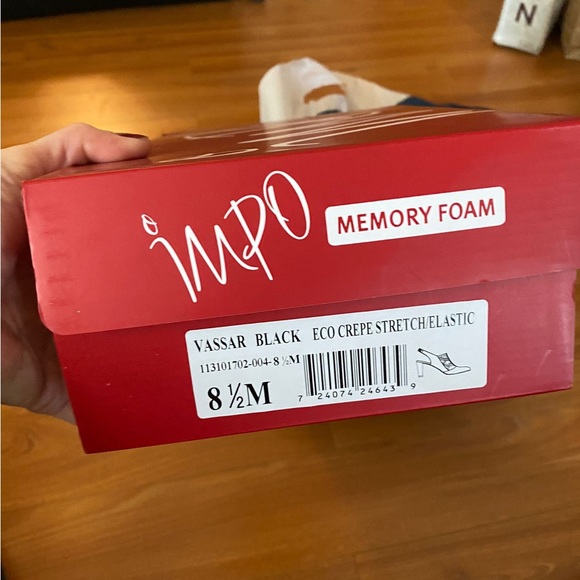 N
impo
MEMORY FOAM
VASSAR BLACK ECO CREPE STRETCH/ELASTIC
113101702-004-8 ½M
8 ½M
7 24074 24643 9